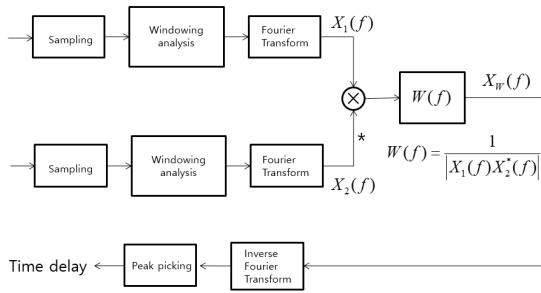 Sampling
Windowing
analysis
Fourier
Transform
X₁(f)
W(f)
X_W(f)
*
W(f) = 1 / |X₁(f)X₂*(f)|
Sampling
Windowing
analysis
Fourier
Transform
X₂(f)
Time delay
Peak picking
Inverse
Fourier
Transform